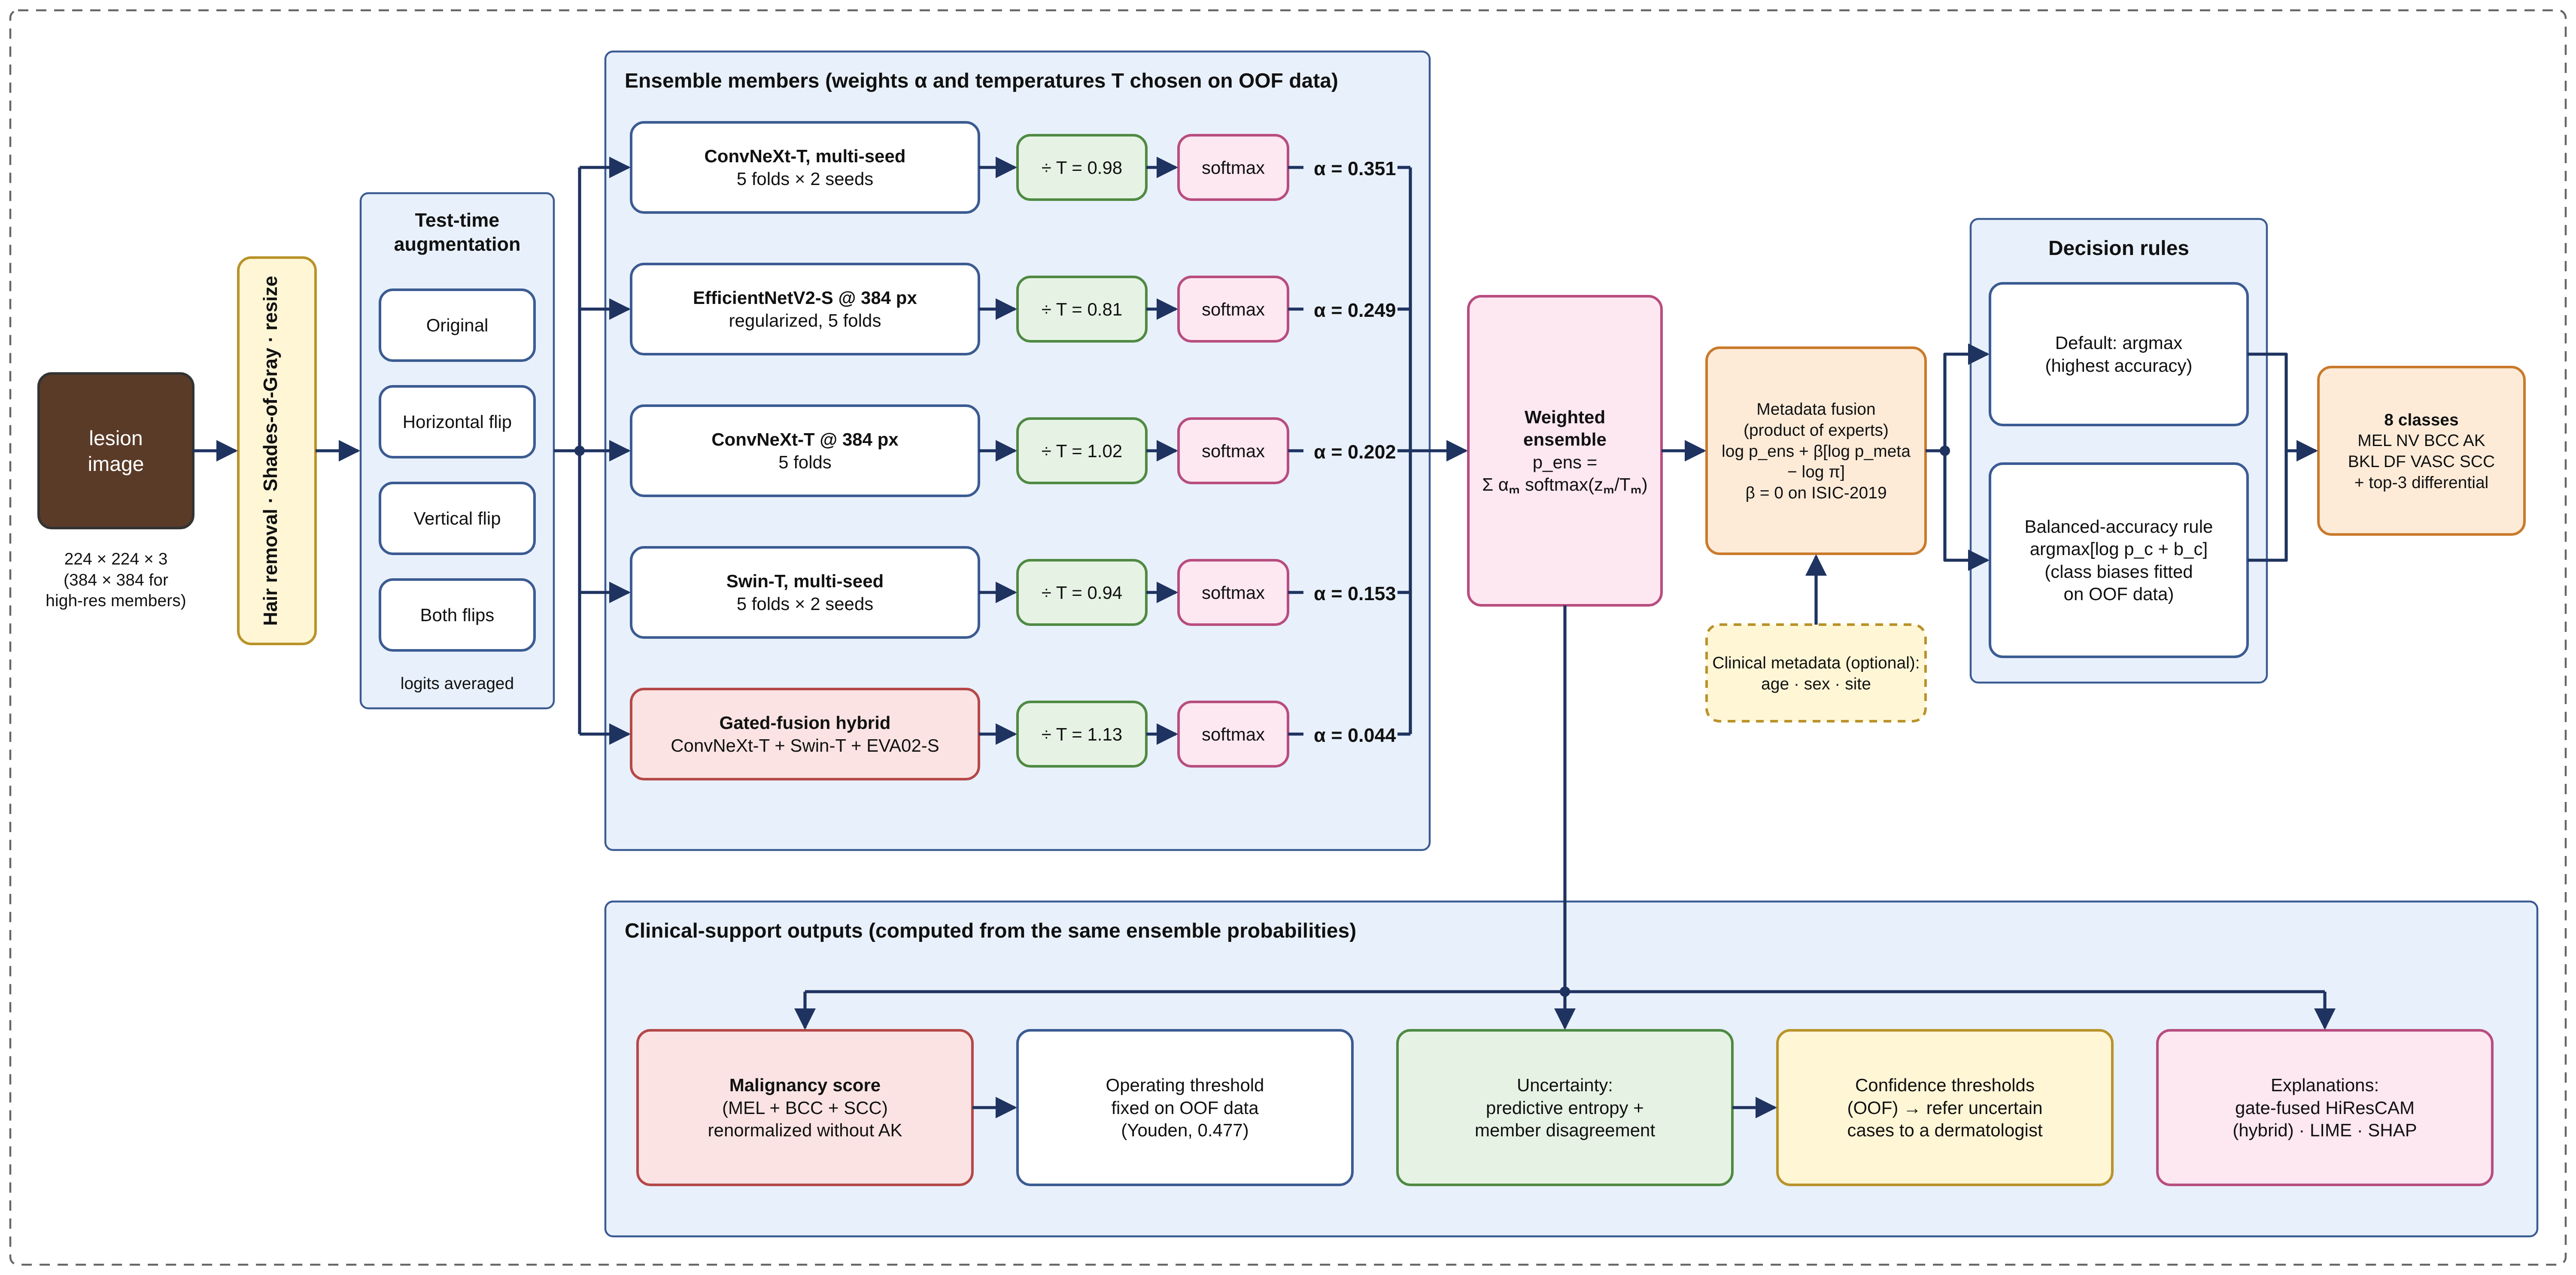 lesion
image
224 × 224 × 3
(384 × 384 for
high-res members)
Hair removal · Shades-of-Gray · resize
Test-time
augmentation
Original
Horizontal flip
Vertical flip
Both flips
logits averaged
Ensemble members (weights α and temperatures T chosen on OOF data)
ConvNeXt-T, multi-seed
5 folds × 2 seeds
÷ T = 0.98
softmax
α = 0.351
EfficientNetV2-S @ 384 px
regularized, 5 folds
÷ T = 0.81
softmax
α = 0.249
ConvNeXt-T @ 384 px
5 folds
÷ T = 1.02
softmax
α = 0.202
Swin-T, multi-seed
5 folds × 2 seeds
÷ T = 0.94
softmax
α = 0.153
Gated-fusion hybrid
ConvNeXt-T + Swin-T + EVA02-S
÷ T = 1.13
softmax
α = 0.044
Weighted
ensemble
p_ens =
Σ αₘ softmax(zₘ/Tₘ)
Metadata fusion
(product of experts)
log p_ens + β[log p_meta
− log π]
β = 0 on ISIC-2019
Clinical metadata (optional):
age · sex · site
Decision rules
Default: argmax
(highest accuracy)
Balanced-accuracy rule
argmax[log p_c + b_c]
(class biases fitted
on OOF data)
8 classes
MEL NV BCC AK
BKL DF VASC SCC
+ top-3 differential
Clinical-support outputs (computed from the same ensemble probabilities)
Malignancy score
(MEL + BCC + SCC)
renormalized without AK
Operating threshold
fixed on OOF data
(Youden, 0.477)
Uncertainty:
predictive entropy +
member disagreement
Confidence thresholds
(OOF) → refer uncertain
cases to a dermatologist
Explanations:
gate-fused HiResCAM
(hybrid) · LIME · SHAP